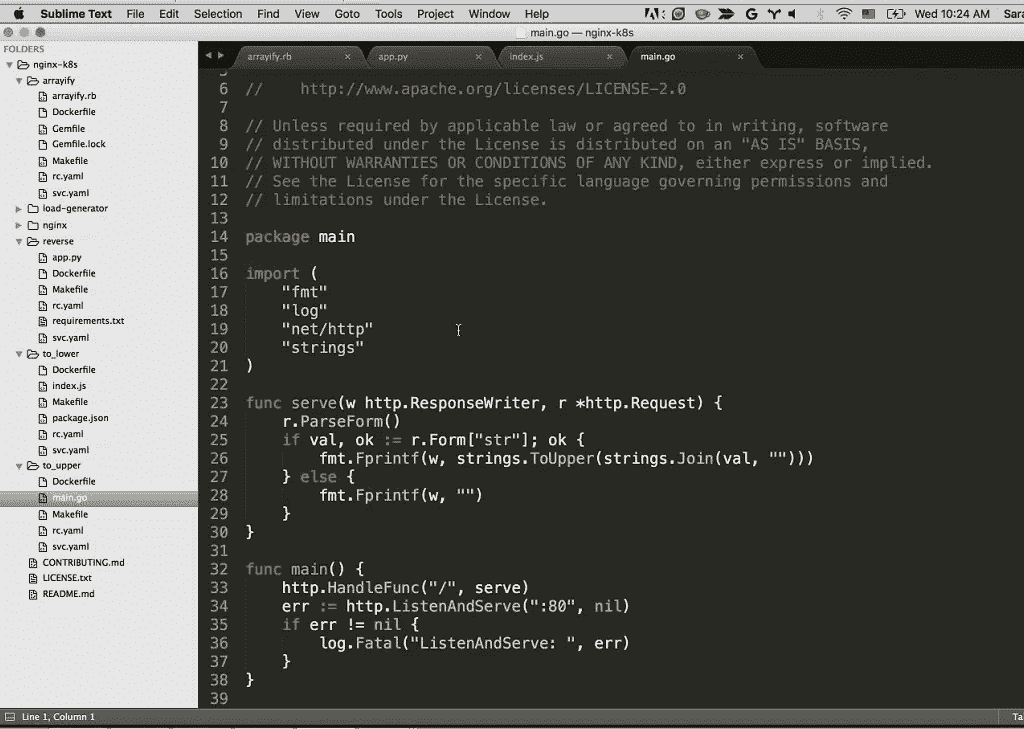 Sublime Text File Edit Selection Find View Goto Tools Project Window Help Wed 10:24 AM Sara
main.go — nginx-k8s
FOLDERS
nginx-k8s
arrayify
arrayify.rb
Dockerfile
Gemfile
Gemfile.lock
Makefile
rc.yaml
svc.yaml
load-generator
nginx
reverse
app.py
Dockerfile
Makefile
rc.yaml
requirements.txt
svc.yaml
to_lower
Dockerfile
index.js
Makefile
package.json
rc.yaml
svc.yaml
to_upper
Dockerfile
main.go
Makefile
rc.yaml
svc.yaml
CONTRIBUTING.md
LICENSE.txt
README.md
arrayify.rb × app.py × index.js × main.go ×
6 // http://www.apache.org/licenses/LICENSE-2.0
7
8 // Unless required by applicable law or agreed to in writing, software
9 // distributed under the License is distributed on an "AS IS" BASIS,
10 // WITHOUT WARRANTIES OR CONDITIONS OF ANY KIND, either express or implied.
11 // See the License for the specific language governing permissions and
12 // limitations under the License.
13
14 package main
15
16 import (
17 "fmt"
18 "log"
19 "net/http"
20 "strings"
21 )
22
23 func serve(w http.ResponseWriter, r *http.Request) {
24 r.ParseForm()
25 if val, ok := r.Form["str"]; ok {
26 fmt.Fprintf(w, strings.ToUpper(strings.Join(val, "")))
27 } else {
28 fmt.Fprintf(w, "")
29 }
30 }
31
32 func main() {
33 http.HandleFunc("/", serve)
34 err := http.ListenAndServe(":80", nil)
35 if err != nil {
36 log.Fatal("ListenAndServe: ", err)
37 }
38 }
39
Line 1, Column 1 Ta